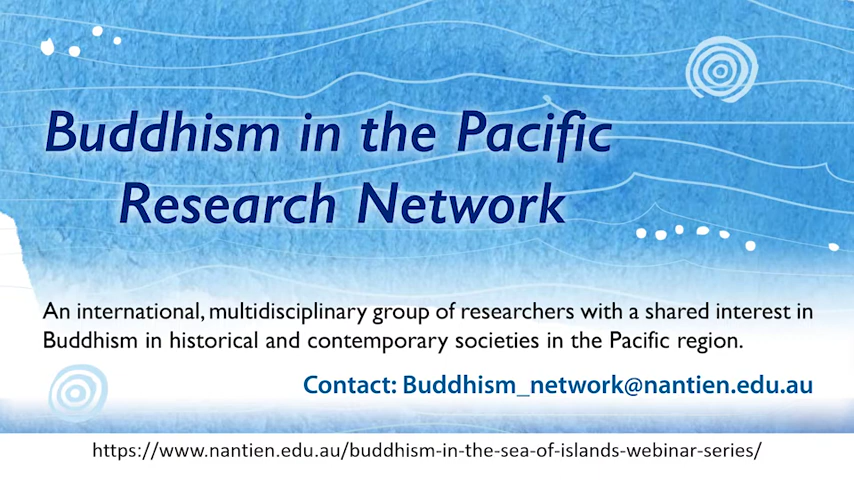 Buddhism in the Pacific
Research Network
An international, multidisciplinary group of researchers with a shared interest in
Buddhism in historical and contemporary societies in the Pacific region.
Contact: Buddhism_network@nantien.edu.au
https://www.nantien.edu.au/buddhism-in-the-sea-of-islands-webinar-series/